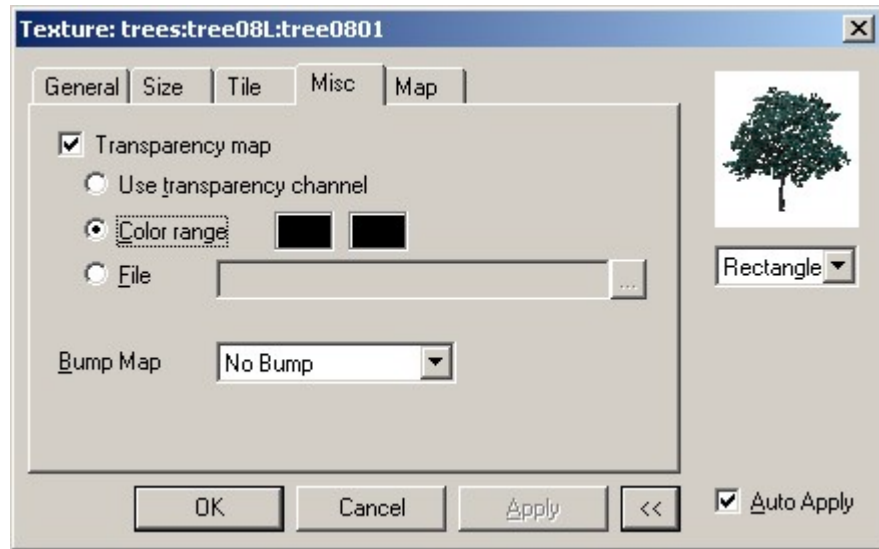 Texture: trees:tree08L:tree0801
General Size Tile Misc Map
Transparency map
Use transparency channel
Color range
File ...
Rectangle
Bump Map No Bump
OK Cancel Apply << Auto Apply